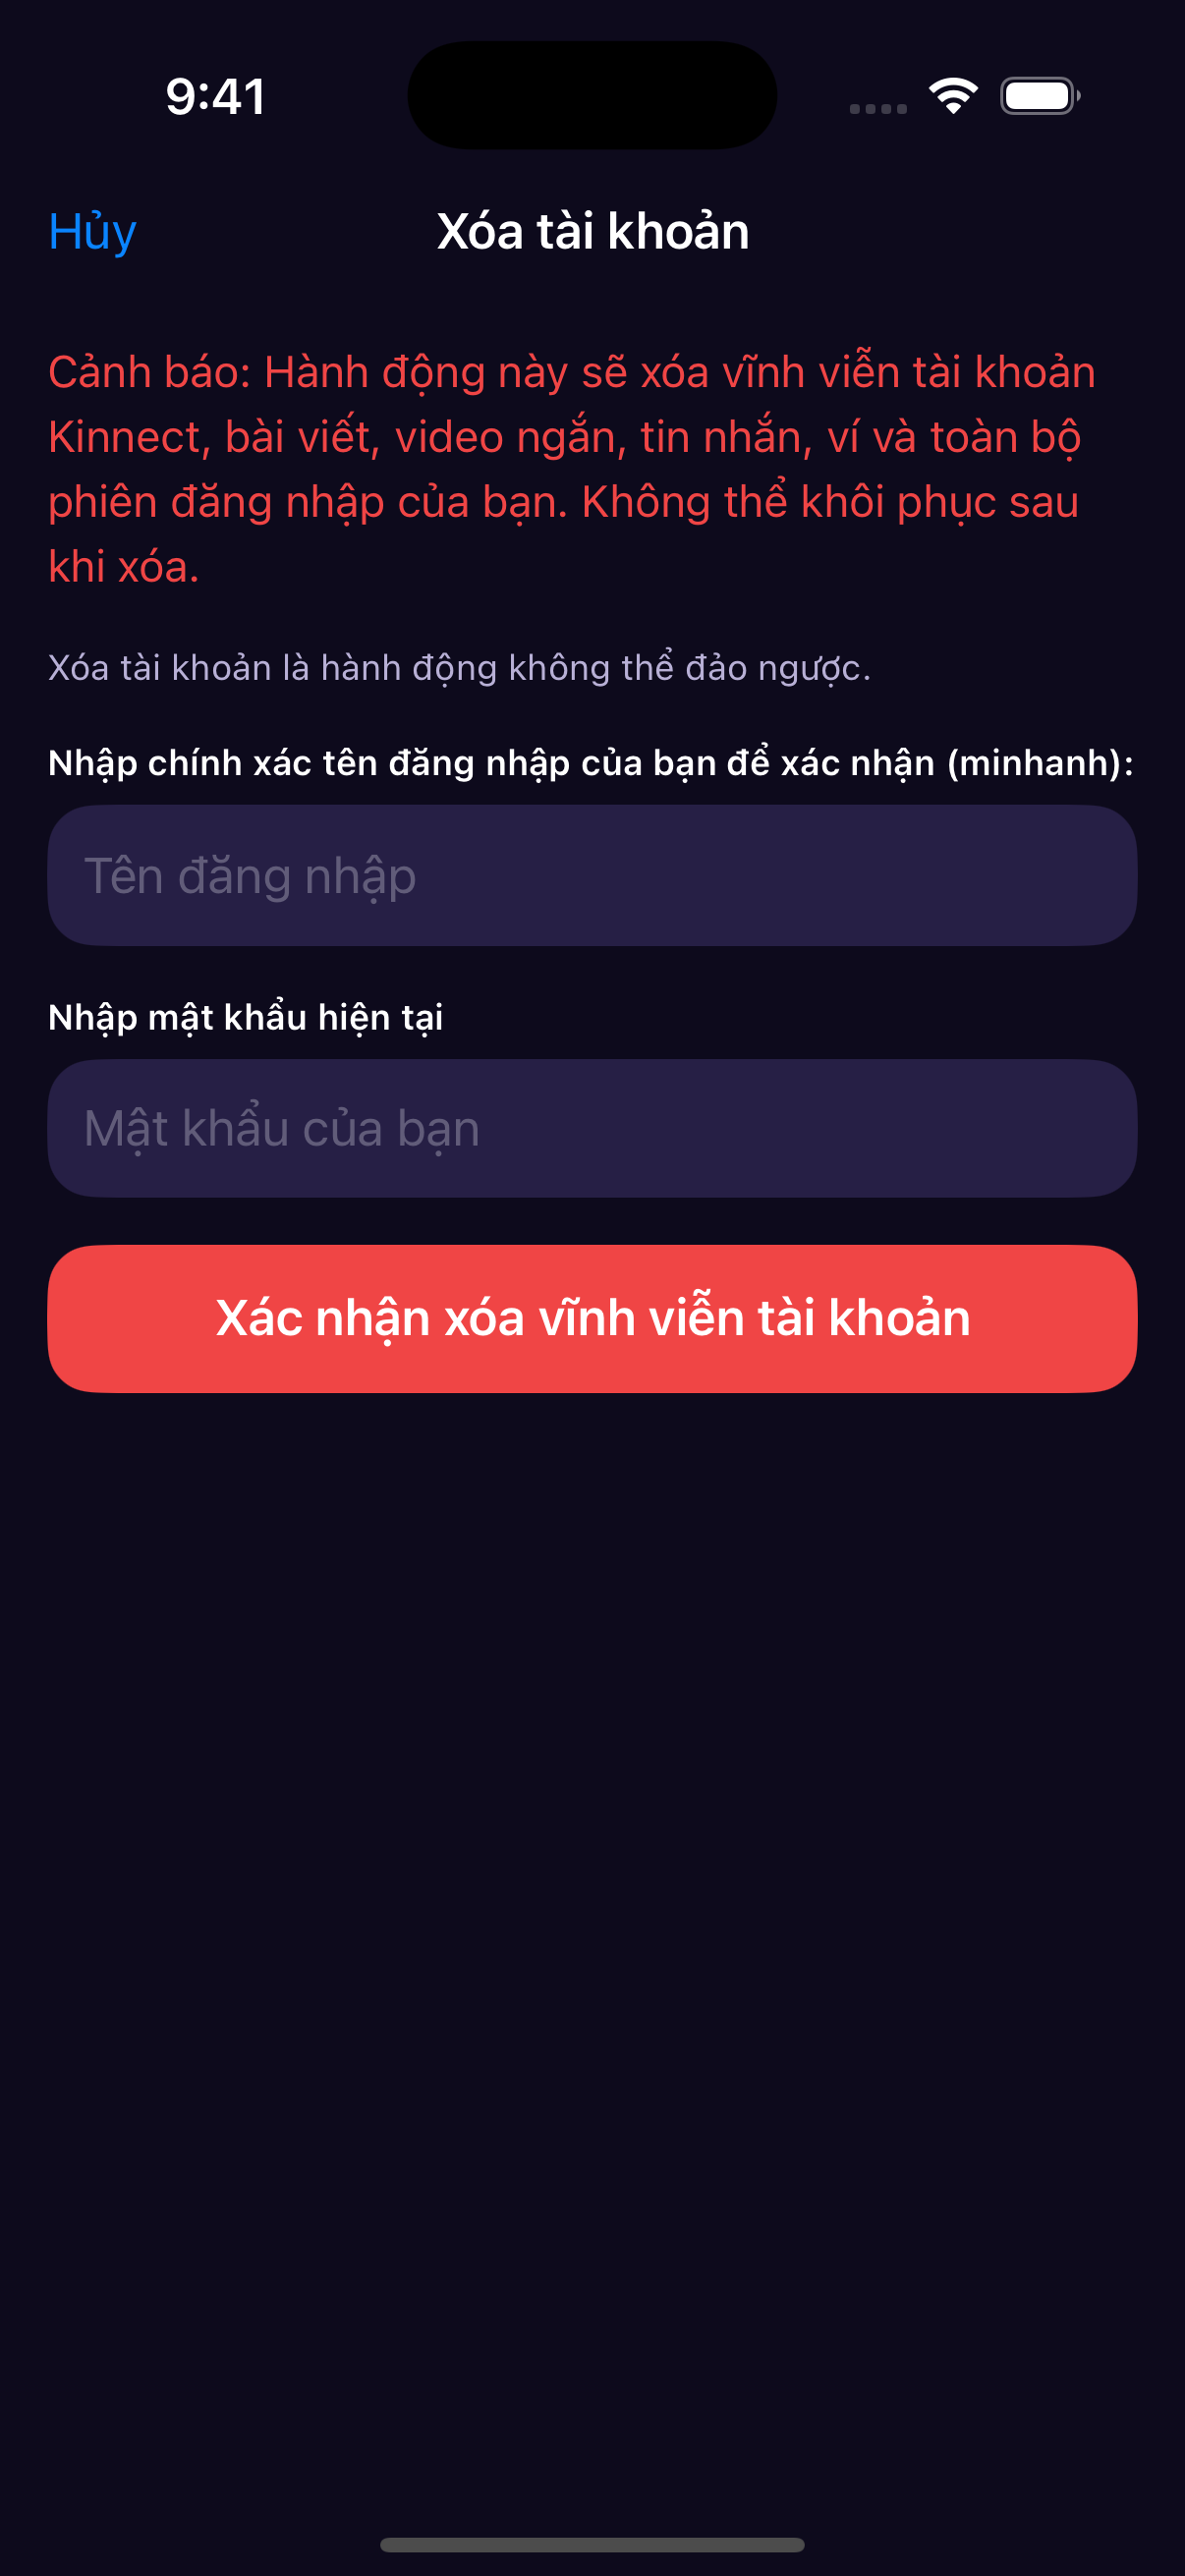 9:41
Hủy
Xóa tài khoản
Cảnh báo: Hành động này sẽ xóa vĩnh viễn tài khoản
Kinnect, bài viết, video ngắn, tin nhắn, ví và toàn bộ
phiên đăng nhập của bạn. Không thể khôi phục sau
khi xóa.
Xóa tài khoản là hành động không thể đảo ngược.
Nhập chính xác tên đăng nhập của bạn để xác nhận (minhanh):
Tên đăng nhập
Nhập mật khẩu hiện tại
Mật khẩu của bạn
Xác nhận xóa vĩnh viễn tài khoản